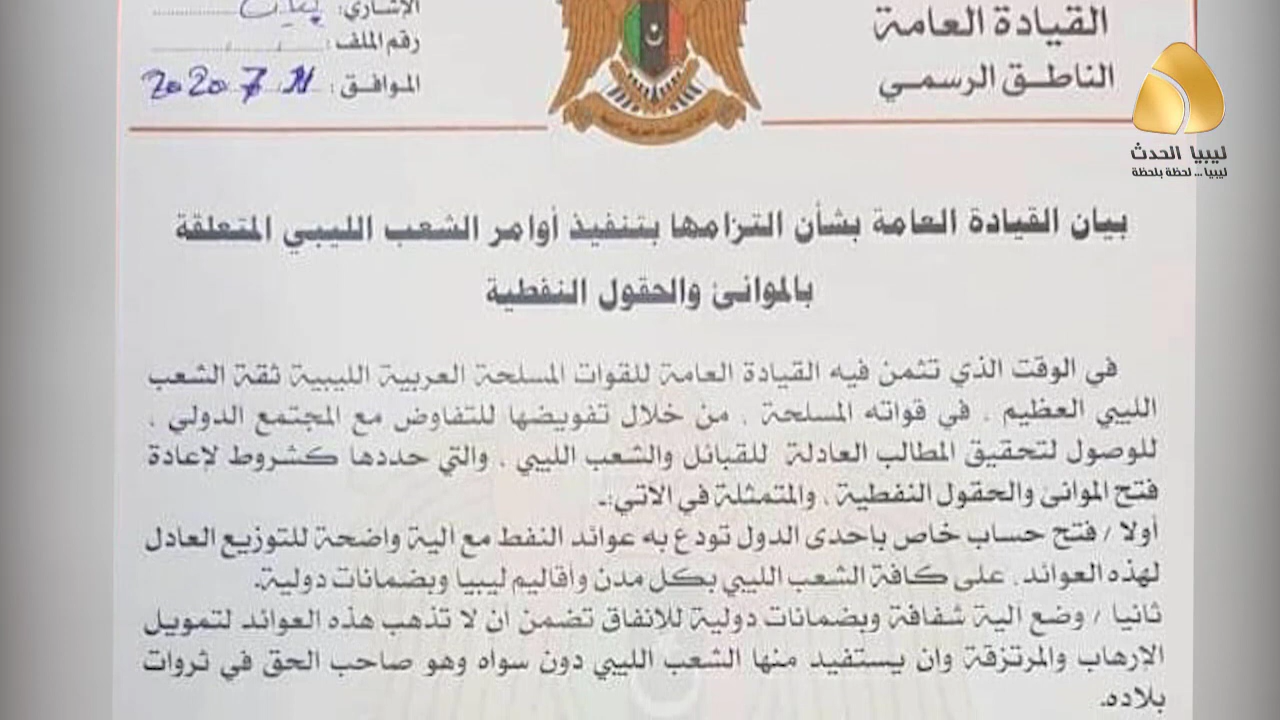 القيادة العامة
الناطق الرسمي
الإشاري: بيان
رقم الملف:
الموافق: 2020 7 11
ليبيا الحدث
ليبيا ... لحظة بلحظة
بيان القيادة العامة بشأن التزامها بتنفيذ أوامر الشعب الليبي المتعلقة
بالموانئ والحقول النفطية
في الوقت الذي تثمن فيه القيادة العامة للقوات المسلحة العربية الليبية ثقة الشعب
الليبي العظيم . في قواته المسلحة . من خلال تفويضها للتفاوض مع المجتمع الدولي .
للوصول لتحقيق المطالب العادلة للقبائل والشعب الليبي . والتي حددها كشروط لإعادة
فتح الموانئ والحقول النفطية . والمتمثلة في الاتي:ـ
أولا / فتح حساب خاص بإحدى الدول تودع به عوائد النفط مع الية واضحة للتوزيع العادل
لهذه العوائد . على كافة الشعب الليبي بكل مدن وأقاليم ليبيا وبضمانات دولية.
ثانيا / وضع الية شفافة وبضمانات دولية للانفاق تضمن ان لا تذهب هذه العوائد لتمويل
الارهاب والمرتزقة وان يستفيد منها الشعب الليبي دون سواه وهو صاحب الحق في ثروات
بلاده.